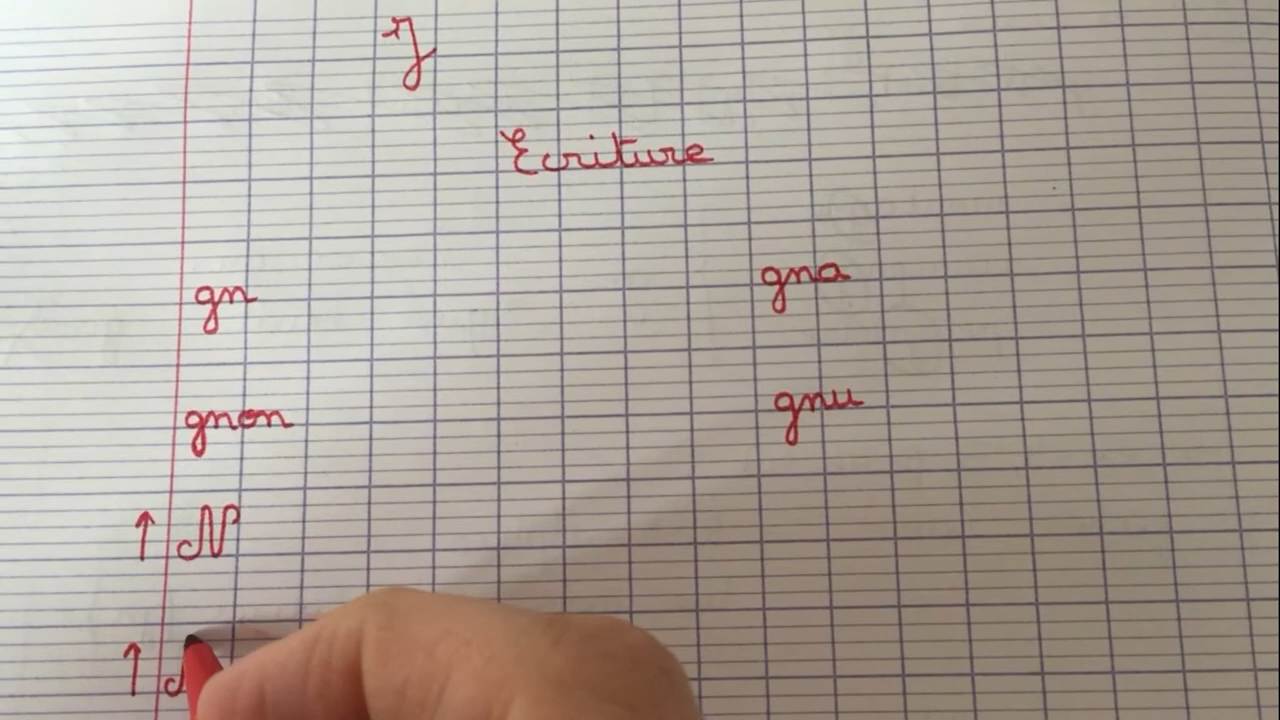 J
Ecriture
gn gna
gnon gnu
↑ N
↑